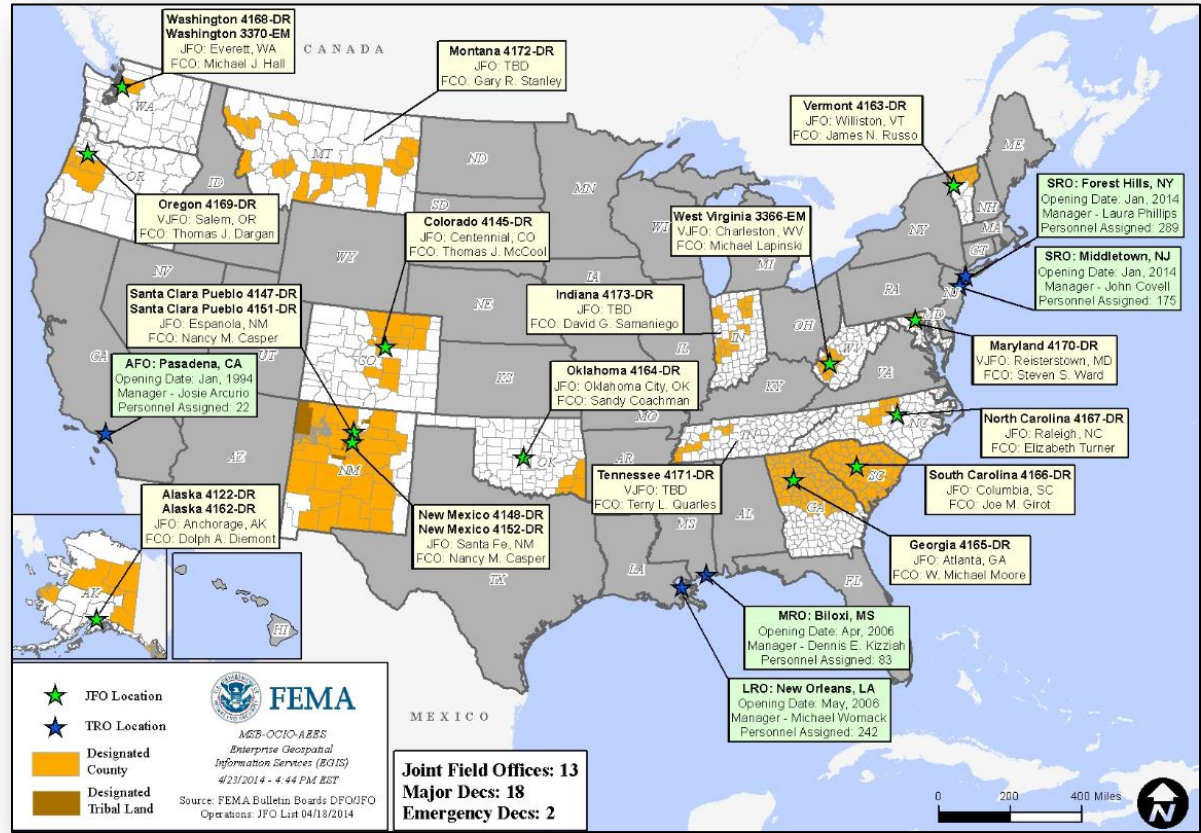 Washington 4168-DR
Washington 3370-EM
JFO: Everett, WA
FCO: Michael J. Hall
CANADA
Montana 4172-DR
JFO: TBD
FCO: Gary R. Stanley
Vermont 4163-DR
JFO: Williston, VT
FCO: James N. Russo
WA
MT
ND
MN
ME
OR
ID
SD
WI
NH
NY
MA
CT
Oregon 4169-DR
VJFO: Salem, OR
FCO: Thomas J. Dargan
Colorado 4145-DR
JFO: Centennial, CO
FCO: Thomas J. McCool
West Virginia 3366-EM
VJFO: Charleston, WV
FCO: Michael Lapinski
SRO: Forest Hills, NY
Opening Date: Jan, 2014
Manager - Laura Phillips
Personnel Assigned: 289
WY
MI
IA
PA
NJ
NV
NE
SRO: Middletown, NJ
Opening Date: Jan, 2014
Manager - John Covell
Personnel Assigned: 175
Santa Clara Pueblo 4147-DR
Santa Clara Pueblo 4151-DR
JFO: Espanola, NM
FCO: Nancy M. Casper
Indiana 4173-DR
JFO: TBD
FCO: David G. Samaniego
OH
MD
IL
IN
WV
CA
UT
CO
KS
KY
VA
Maryland 4170-DR
VJFO: Reisterstown, MD
FCO: Steven S. Ward
AFO: Pasadena, CA
Opening Date: Jan, 1994
Manager - Josie Arcurio
Personnel Assigned: 22
Oklahoma 4164-DR
JFO: Oklahoma City, OK
FCO: Sandy Coachman
MO
NC
North Carolina 4167-DR
JFO: Raleigh, NC
FCO: Elizabeth Turner
AZ
NM
OK
AR
TN
SC
Tennessee 4171-DR
VJFO: TBD
FCO: Terry L. Quarles
South Carolina 4166-DR
JFO: Columbia, SC
FCO: Joe M. Girot
Alaska 4122-DR
Alaska 4162-DR
JFO: Anchorage, AK
FCO: Dolph A. Diemont
New Mexico 4148-DR
New Mexico 4152-DR
JFO: Santa Fe, NM
FCO: Nancy M. Casper
MS
AL
GA
Georgia 4165-DR
JFO: Atlanta, GA
FCO: W. Michael Moore
TX
LA
FL
AK
HI
MRO: Biloxi, MS
Opening Date: Apr, 2006
Manager - Dennis E. Kizziah
Personnel Assigned: 83
LRO: New Orleans, LA
Opening Date: May, 2006
Manager - Michael Womack
Personnel Assigned: 242
MEXICO
JFO Location
TRO Location
Designated
County
Designated
Tribal Land
FEMA
MSB-OCIO-AEES
Enterprise Geospatial
Information Services (EGIS)
4/23/2014 - 4:44 PM EST
Source: FEMA Bulletin Boards DFO/JFO
Operations: JFO List 04/18/2014
Joint Field Offices: 13
Major Decs: 18
Emergency Decs: 2
0 200 400 Miles
N